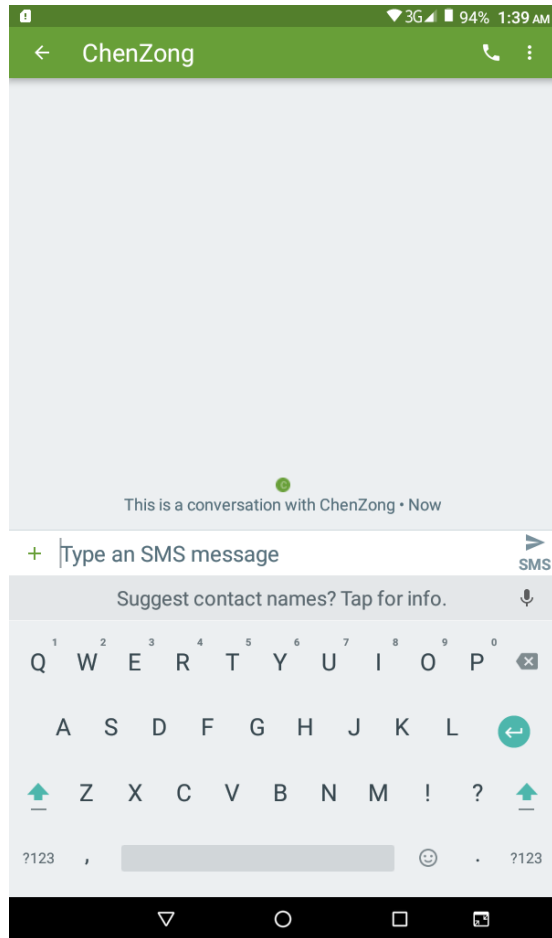 3G 94% 1:39 AM
ChenZong
C
This is a conversation with ChenZong • Now
+ Type an SMS message
SMS
Suggest contact names? Tap for info.
1 2 3 4 5 6 7 8 9 0
Q W E R T Y U I O P
A S D F G H J K L
Z X C V B N M ! ?
?123 , . ?123